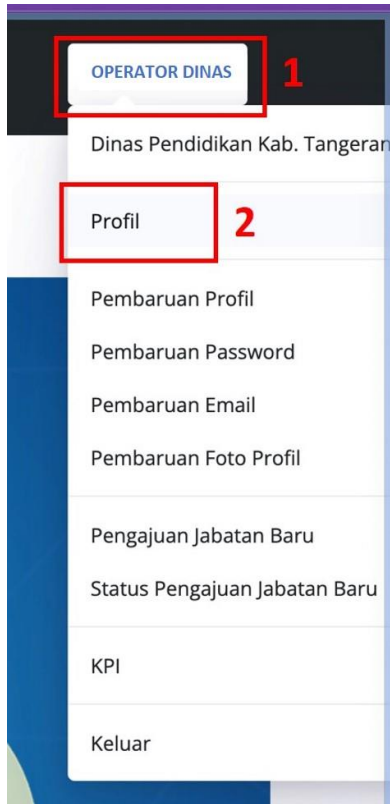 OPERATOR DINAS 1
Dinas Pendidikan Kab. Tangeran
Profil 2
Pembaruan Profil
Pembaruan Password
Pembaruan Email
Pembaruan Foto Profil
Pengajuan Jabatan Baru
Status Pengajuan Jabatan Baru
KPI
Keluar